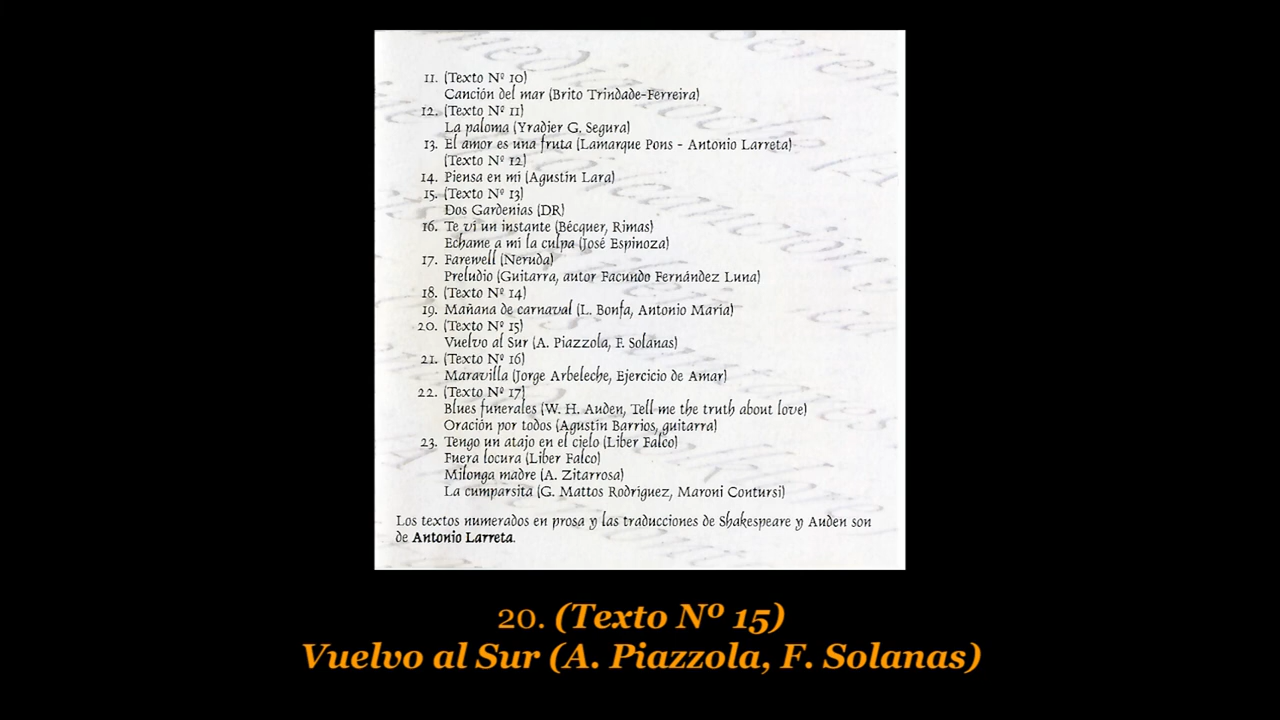 11. (Texto Nº 10)
Canción del mar (Brito Trindade-Ferreira)
12. (Texto Nº 11)
La paloma (Yradier G. Segura)
13. El amor es una fruta (Lamarque Pons - Antonio Larreta)
(Texto Nº 12)
14. Piensa en mi (Agustín Lara)
15. (Texto Nº 13)
Dos Gardenias (DR)
16. Te vi un instante (Bécquer, Rimas)
Echame a mi la culpa (José Espinoza)
17. Farewell (Neruda)
Preludio (Guitarra, autor Facundo Fernández Luna)
18. (Texto Nº 14)
19. Mañana de carnaval (L. Bonfa, Antonio María)
20. (Texto Nº 15)
Vuelvo al Sur (A. Piazzola, F. Solanas)
21. (Texto Nº 16)
Maravilla (Jorge Arbeleche, Ejercicio de Amar)
22. (Texto Nº 17)
Blues funerales (W. H. Auden, Tell me the truth about love)
Oración por todos (Agustín Barrios, guitarra)
23. Tengo un atajo en el cielo (Liber Falco)
Fuera locura (Liber Falco)
Milonga madre (A. Zitarrosa)
La cumparsita (G. Mattos Rodríguez, Maroni Contursi)
Los textos numerados en prosa y las traducciones de Shakespeare y Auden son
de Antonio Larreta.
20. (Texto Nº 15)
Vuelvo al Sur (A. Piazzola, F. Solanas)